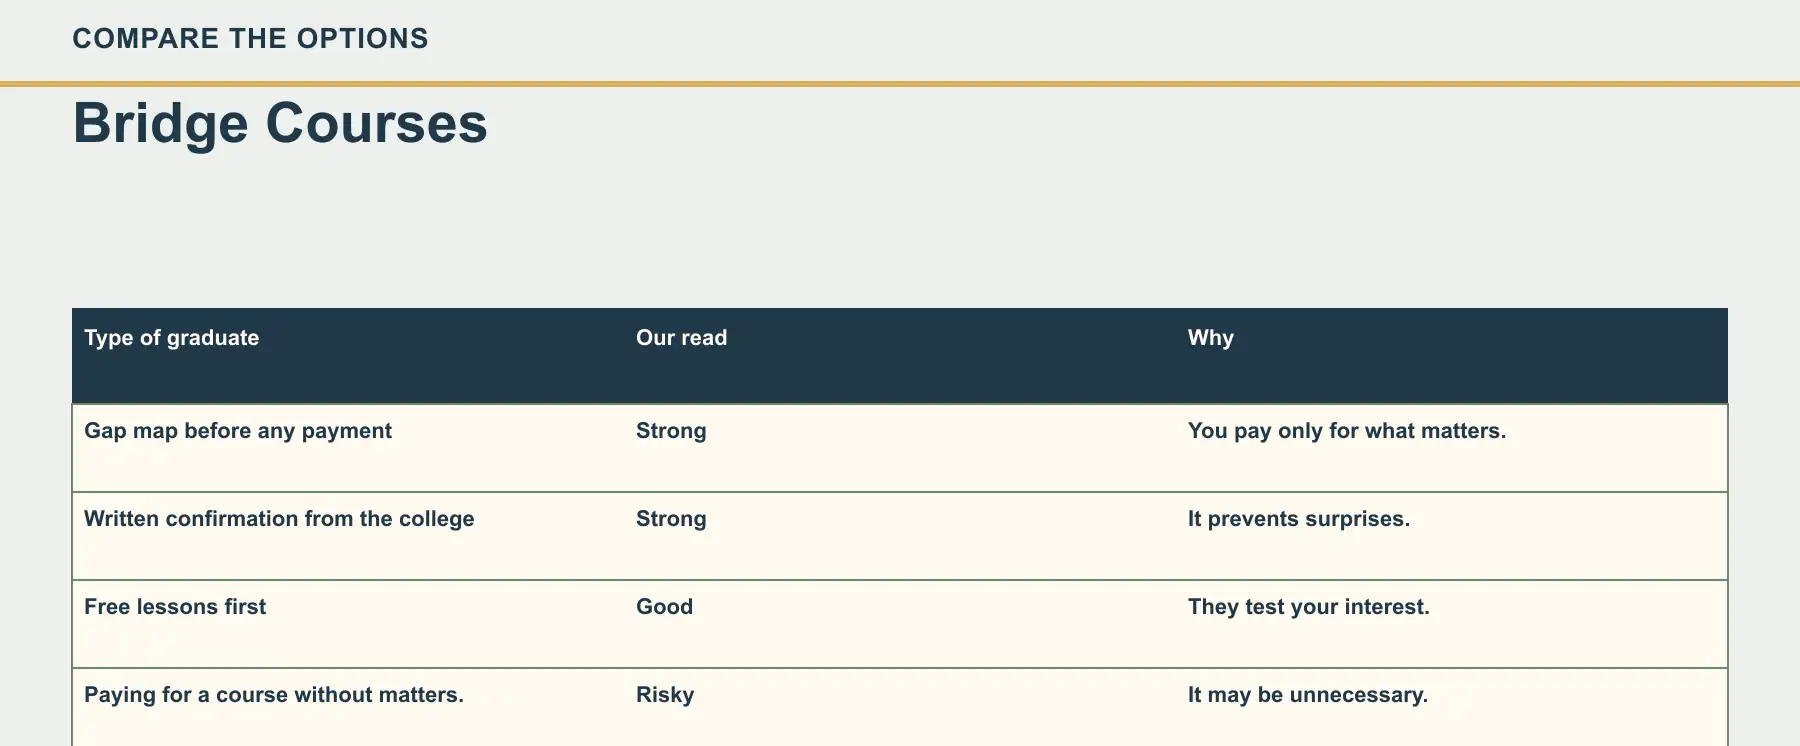 COMPARE THE OPTIONS
Bridge Courses
Type of graduate Our read Why
Gap map before any payment Strong You pay only for what matters.
Written confirmation from the college Strong It prevents surprises.
Free lessons first Good They test your interest.
Paying for a course without matters. Risky It may be unnecessary.